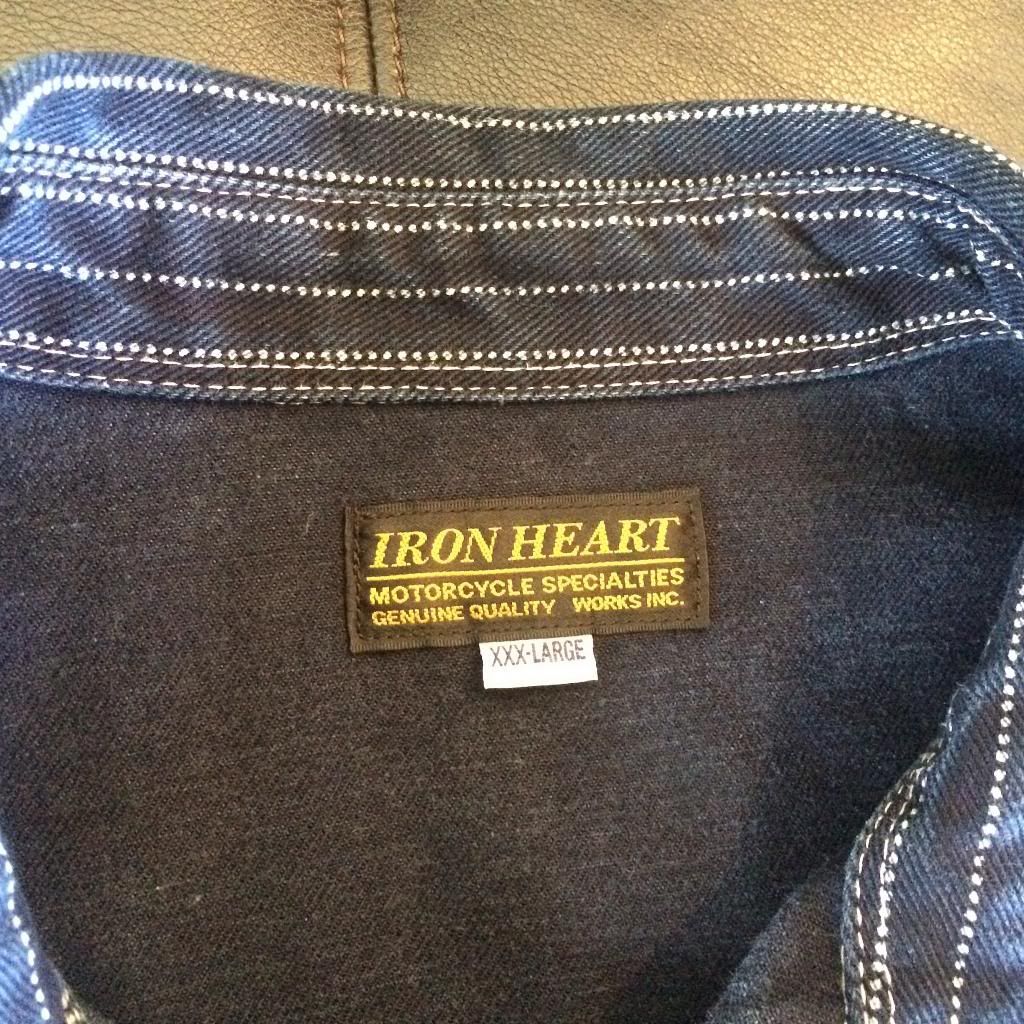 IRON HEART
MOTORCYCLE SPECIALTIES
GENUINE QUALITY WORKS INC.
XXX-LARGE